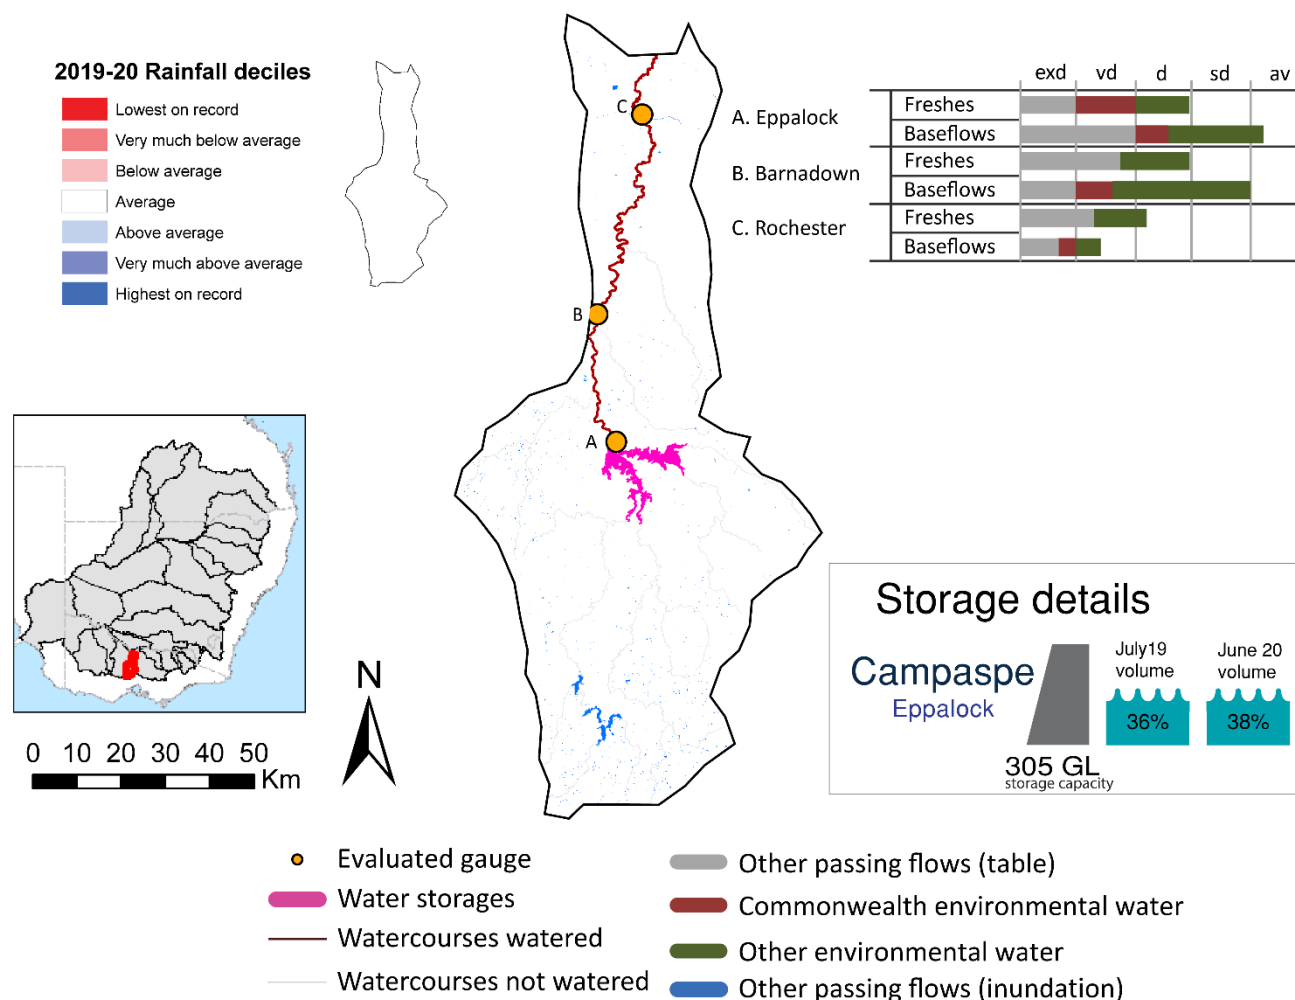 2019-20 Rainfall deciles
Lowest on record
Very much below average
Below average
Average
Above average
Very much above average
Highest on record
C
B
A
A. Eppalock
B. Barnadown
C. Rochester
exd vd d sd av
Freshes
Baseflows
Freshes
Baseflows
Freshes
Baseflows
N
0 10 20 30 40 50
Km
Storage details
Campaspe
Eppalock
305 GL
storage capacity
July19
volume
36%
June 20
volume
38%
Evaluated gauge
Water storages
Watercourses watered
Watercourses not watered
Other passing flows (table)
Commonwealth environmental water
Other environmental water
Other passing flows (inundation)